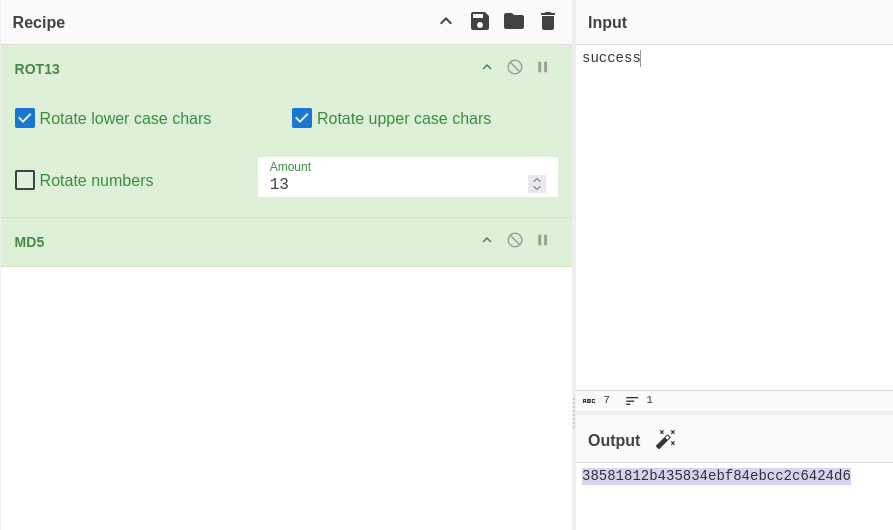 Recipe
ROT13
Rotate lower case chars
Rotate upper case chars
Rotate numbers
Amount
13
MD5
Input
success
ABC 7 1
Output
38581812b435834ebf84ebcc2c6424d6